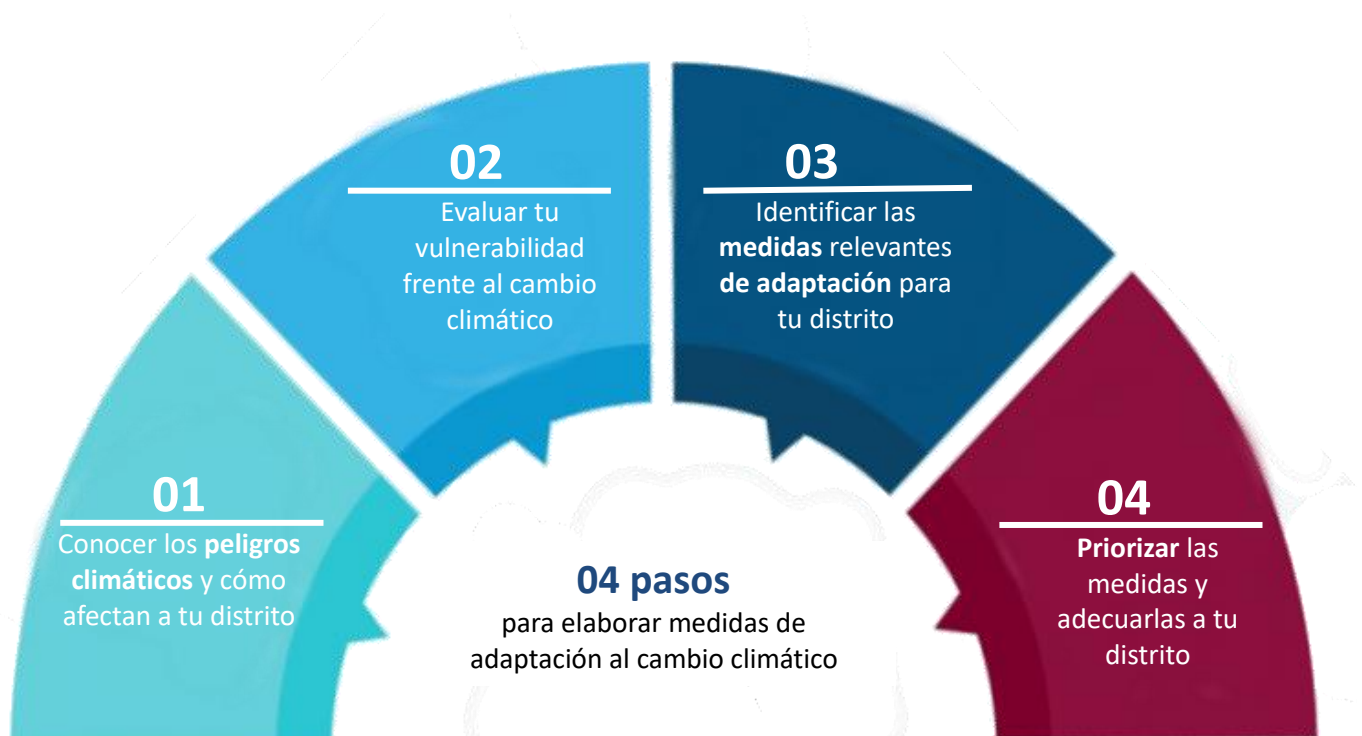 01
Conocer los peligros
climáticos y cómo
afectan a tu distrito
02
Evaluar tu
vulnerabilidad
frente al cambio
climático
03
Identificar las
medidas relevantes
de adaptación para
tu distrito
04
Priorizar las
medidas y
adecuarlas a tu
distrito
04 pasos
para elaborar medidas de
adaptación al cambio climático